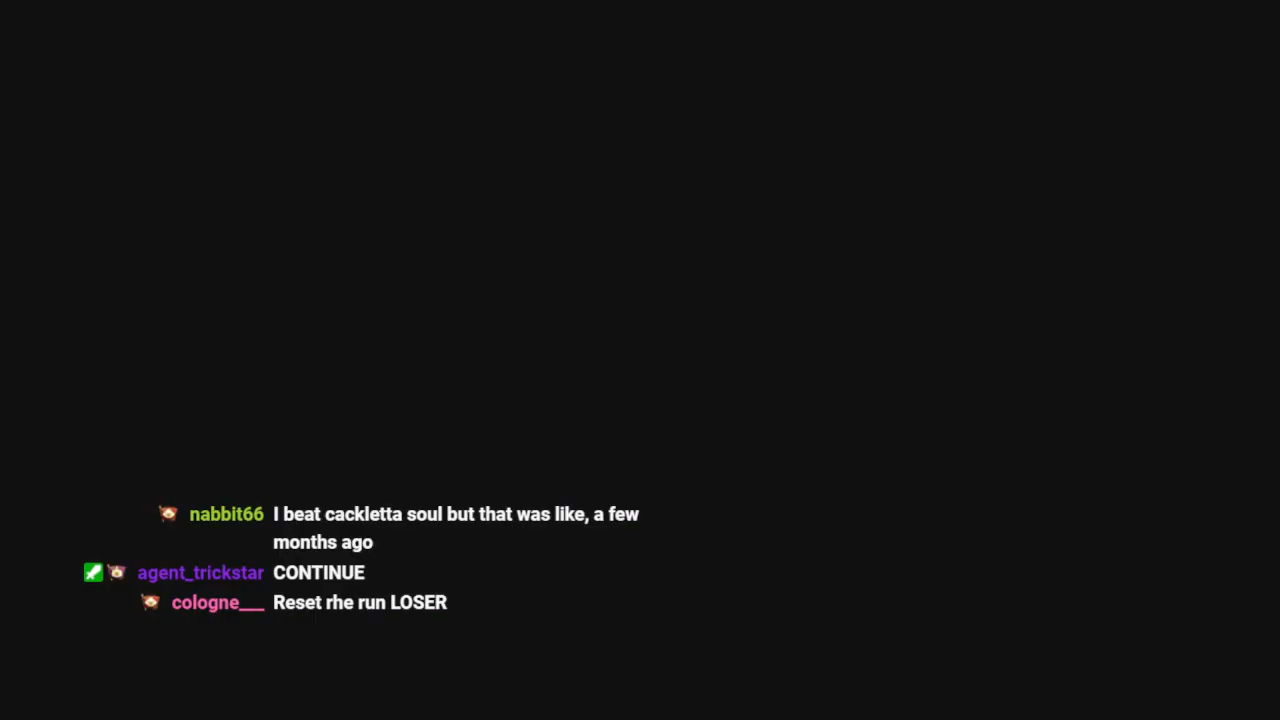 nabbit66 I beat cackletta soul but that was like, a few
months ago
agent_trickstar CONTINUE
cologne___ Reset rhe run LOSER